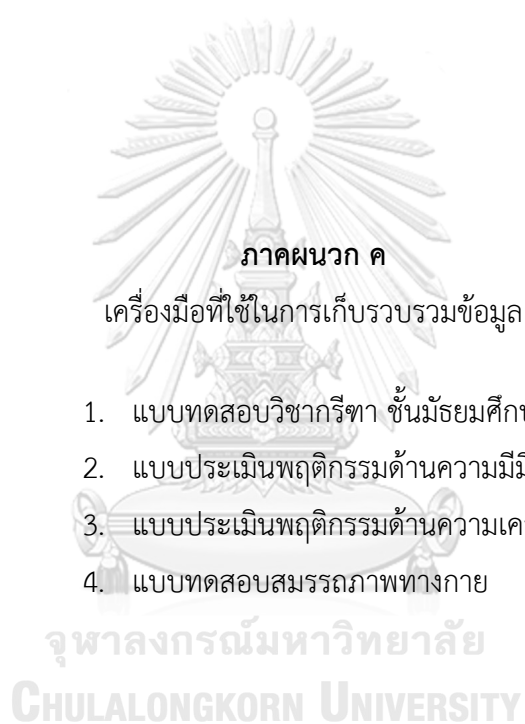 ภาคผนวก ค
เครื่องมือที่ใช้ในการเก็บรวบรวมข้อมูล
1. แบบทดสอบวิชากรีฑา ชั้นมัธยมศึกษ
2. แบบประเมินพฤติกรรมด้านความมี
3. แบบประเมินพฤติกรรมด้านความเค
4. แบบทดสอบสมรรถภาพทางกาย
จุฬาลงกรณ์มหาวิทยาลัย
CHULALONGKORN UNIVERSITY